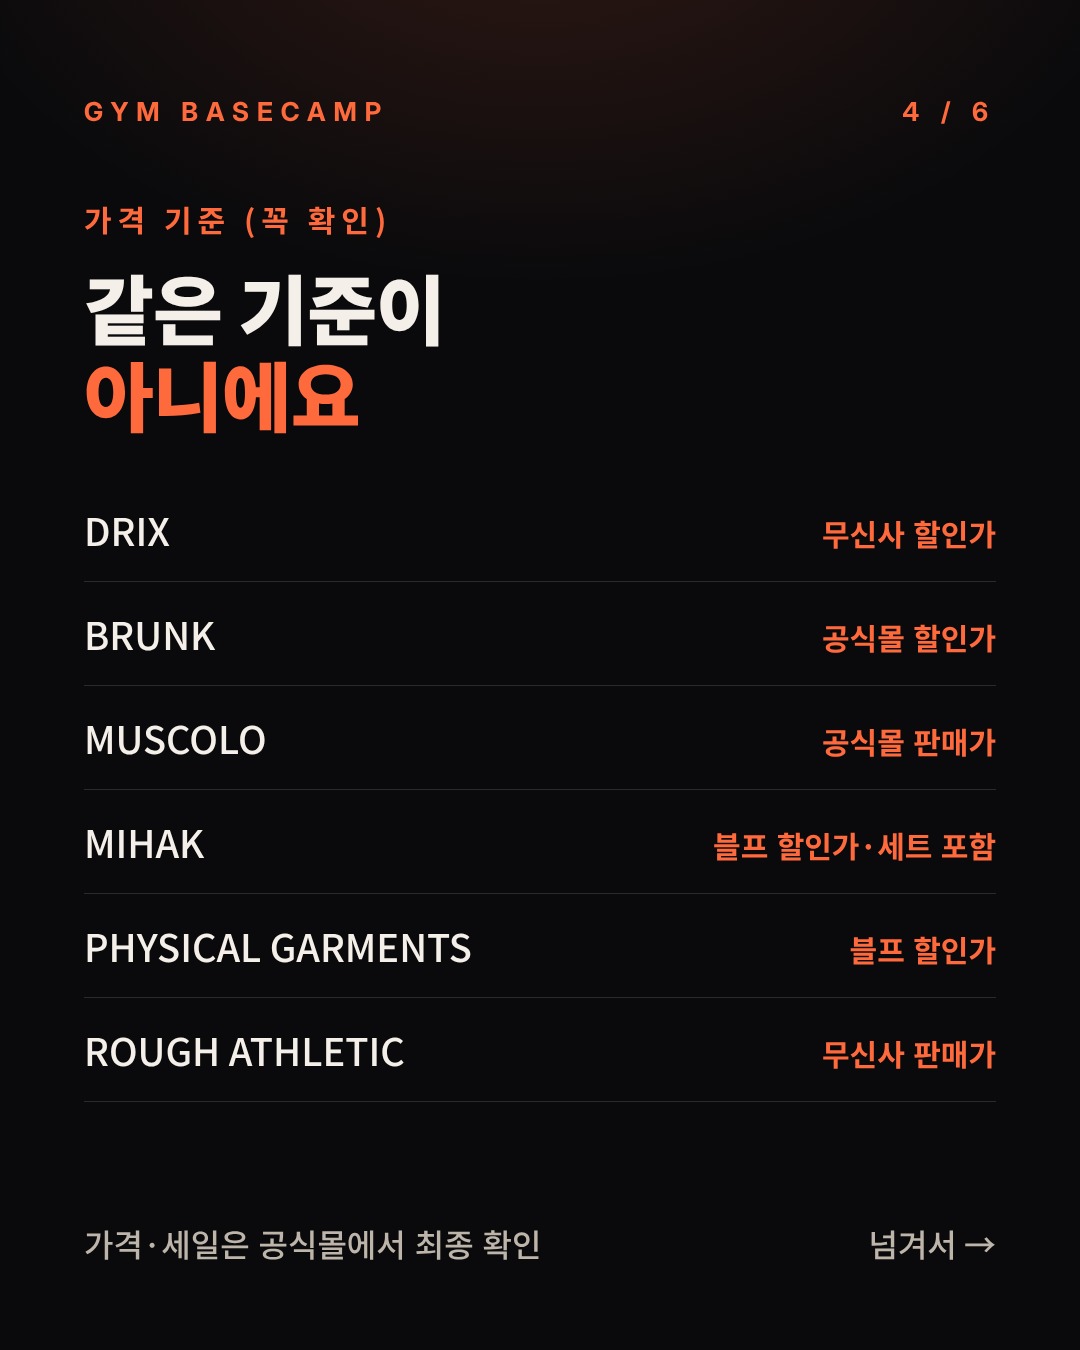 GYM BASECAMP
4 / 6
가격 기준 (꼭 확인)
같은 기준이
아니에요
DRIX 무신사 할인가
BRUNK 공식몰 할인가
MUSCOLO 공식몰 판매가
MIHAK 블프 할인가·세트 포함
PHYSICAL GARMENTS 블프 할인가
ROUGH ATHLETIC 무신사 판매가
가격·세일은 공식몰에서 최종 확인
넘겨서 →